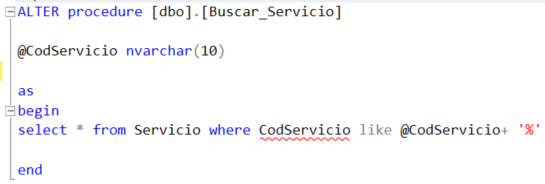 ALTER procedure [dbo].[Buscar_Servicio]
@CodServicio nvarchar(10)
as
begin
select * from Servicio where CodServicio like @CodServicio+ '%'
end